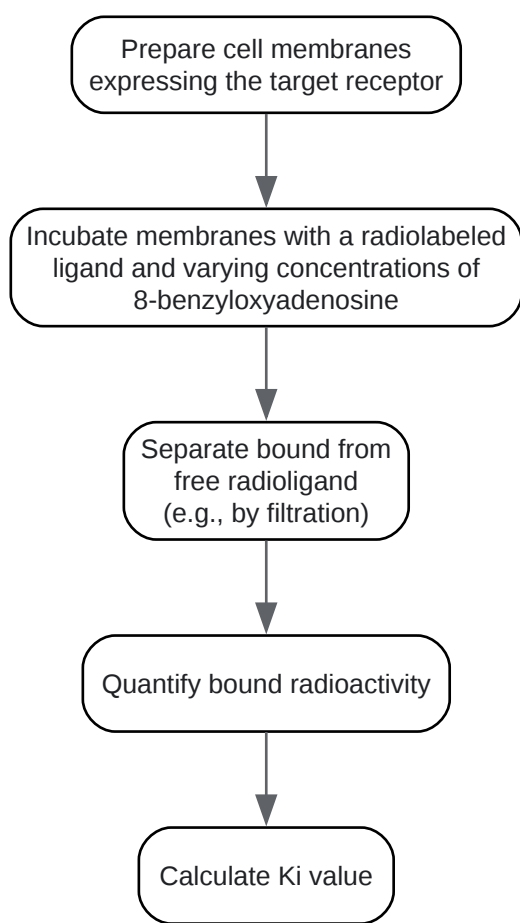 Prepare cell membranes
expressing the target receptor
Incubate membranes with a radiolabeled
ligand and varying concentrations of
8-benzyloxyadenosine
Separate bound from
free radioligand
(e.g., by filtration)
Quantify bound radioactivity
Calculate Ki value